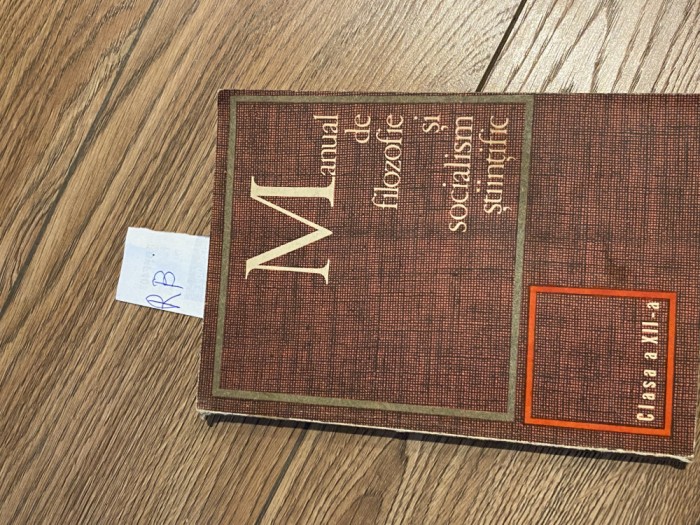 Manual
de
filozofie
și
socialism
științific
Clasa a XII-a
RB